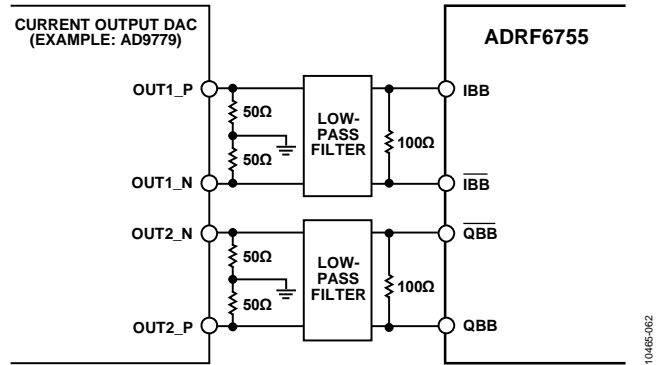 CURRENT OUTPUT DAC
(EXAMPLE: AD9779)
ADRF6755
OUT1_P
IBB
50Ω
LOW-
PASS
FILTER
100Ω
50Ω
OUT1_N
IBB
OUT2_N
QBB
50Ω
LOW-
PASS
FILTER
100Ω
50Ω
OUT2_P
QBB
10465-062